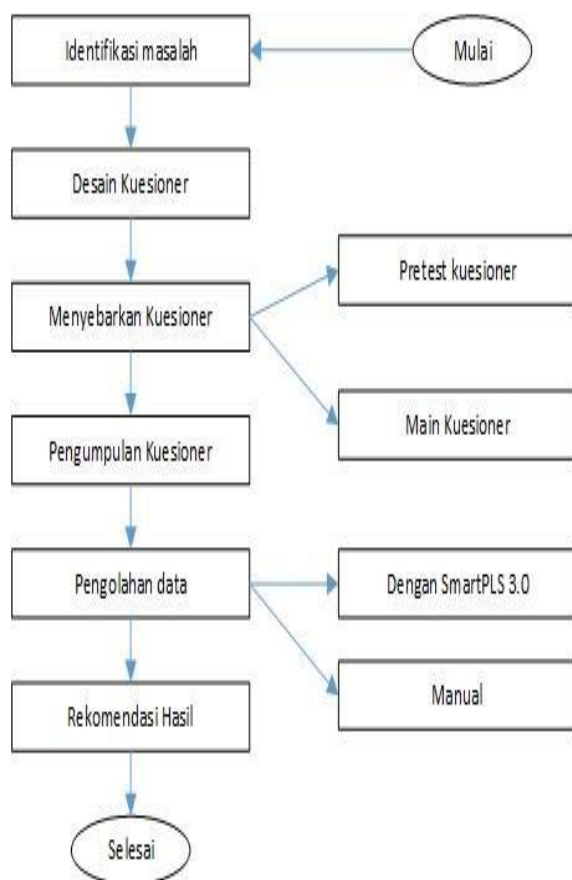 Identifikasi masalah
Mulai
Desain Kuesioner
Menyebarkan Kuesioner
Pretest kuesioner
Main Kuesioner
Pengumpulan Kuesioner
Pengolahan data
Dengan SmartPLS 3.0
Manual
Rekomendasi Hasil
Selesai